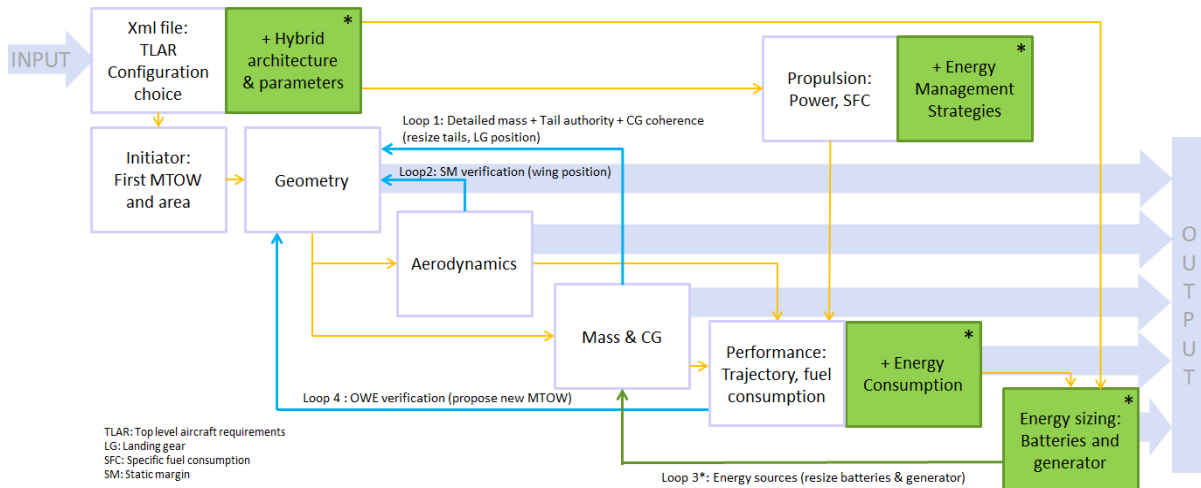 INPUT
Xml file:
TLAR
Configuration
choice
*
+ Hybrid
architecture
& parameters
Propulsion:
Power, SFC
*
+ Energy
Management
Strategies
Loop 1: Detailed mass + Tail authority + CG coherence
(resize tails, LG position)
Initiator:
First MTOW
and area
Geometry
Loop2: SM verification (wing position)
Aerodynamics
Mass & CG
Performance:
Trajectory, fuel
consumption
*
+ Energy
Consumption
Loop 4 : OWE verification (propose new MTOW)
*
Energy sizing:
Batteries and
generator
Loop 3*: Energy sources (resize batteries & generator)
TLAR: Top level aircraft requirements
LG: Landing gear
SFC: Specific fuel consumption
SM: Static margin
OUTPUT